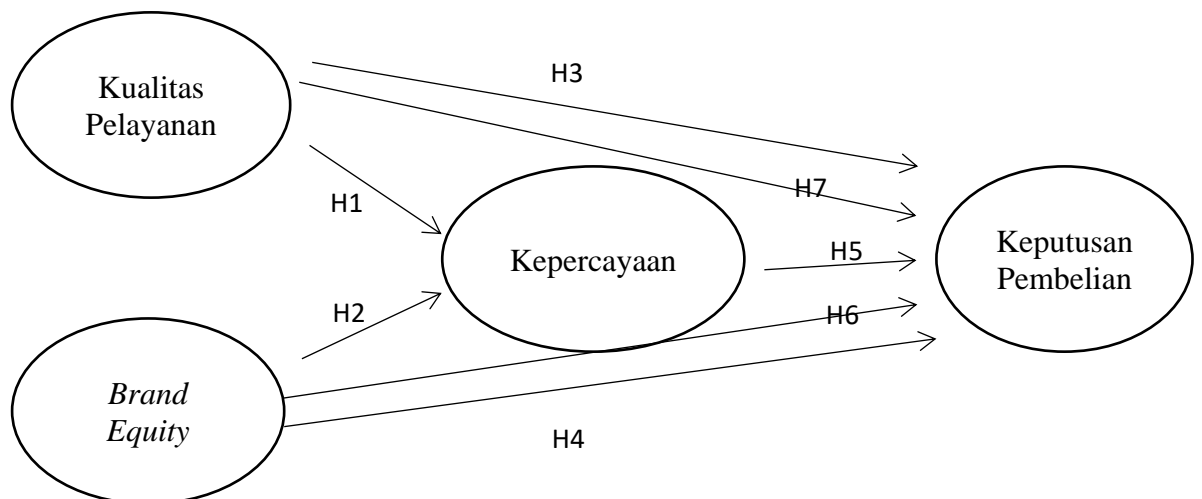 Kualitas
Pelayanan
H3
H7
H1
Kepercayaan
H5
Keputusan
Pembelian
H2
H6
Brand
Equity
H4